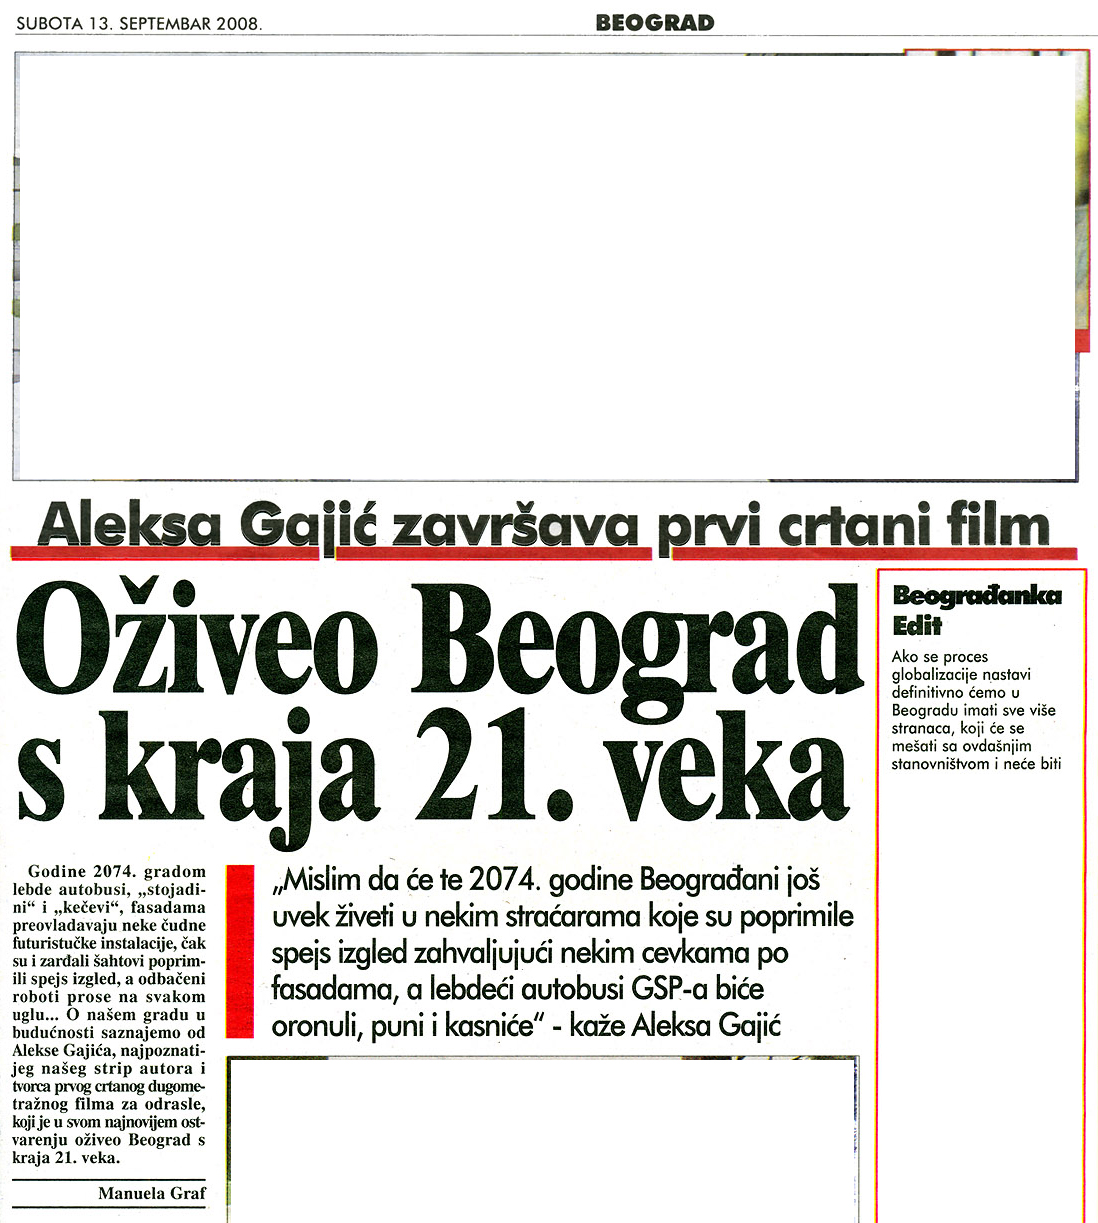 SUBOTA 13. SEPTEMBAR 2008.
BEOGRAD
Aleksa Gajić završava prvi crtani film
Oživeo Beograd
s kraja 21. veka
Godine 2074. gradom
lebde autobusi, „stojadi-
ni“ i „kečevi“, fasadama
preovladavaju neke čudne
futurističke instalacije, čak
su i zarđali šahtovi poprim-
ili spejs izgled, a odbačeni
roboti prose na svakom
uglu... O našem gradu u
budućnosti saznajemo od
Alekse Gajića, najpoznati-
jeg našeg strip autora i
tvorca prvog crtanog dugome-
tražnog filma za odrasle,
koji je u svom najnovijem ost-
varenju oživeo Beograd s
kraja 21. veka.
Manuela Graf
„Mislim da će te 2074. godine Beograđani još
uvek živeti u nekim straćarama koje su poprimile
spejs izgled zahvaljujući nekim cevkama po
fasadama, a lebdeći autobusi GSP-a biće
oronuli, puni i kasniće“ - kaže Aleksa Gajić
Beograđanka
Edit
Ako se proces
globalizacije nastavi
definitivno ćemo u
Beogradu imati sve više
stranaca, koji će se
mešati sa ovdašnjim
stanovništvom i neće biti